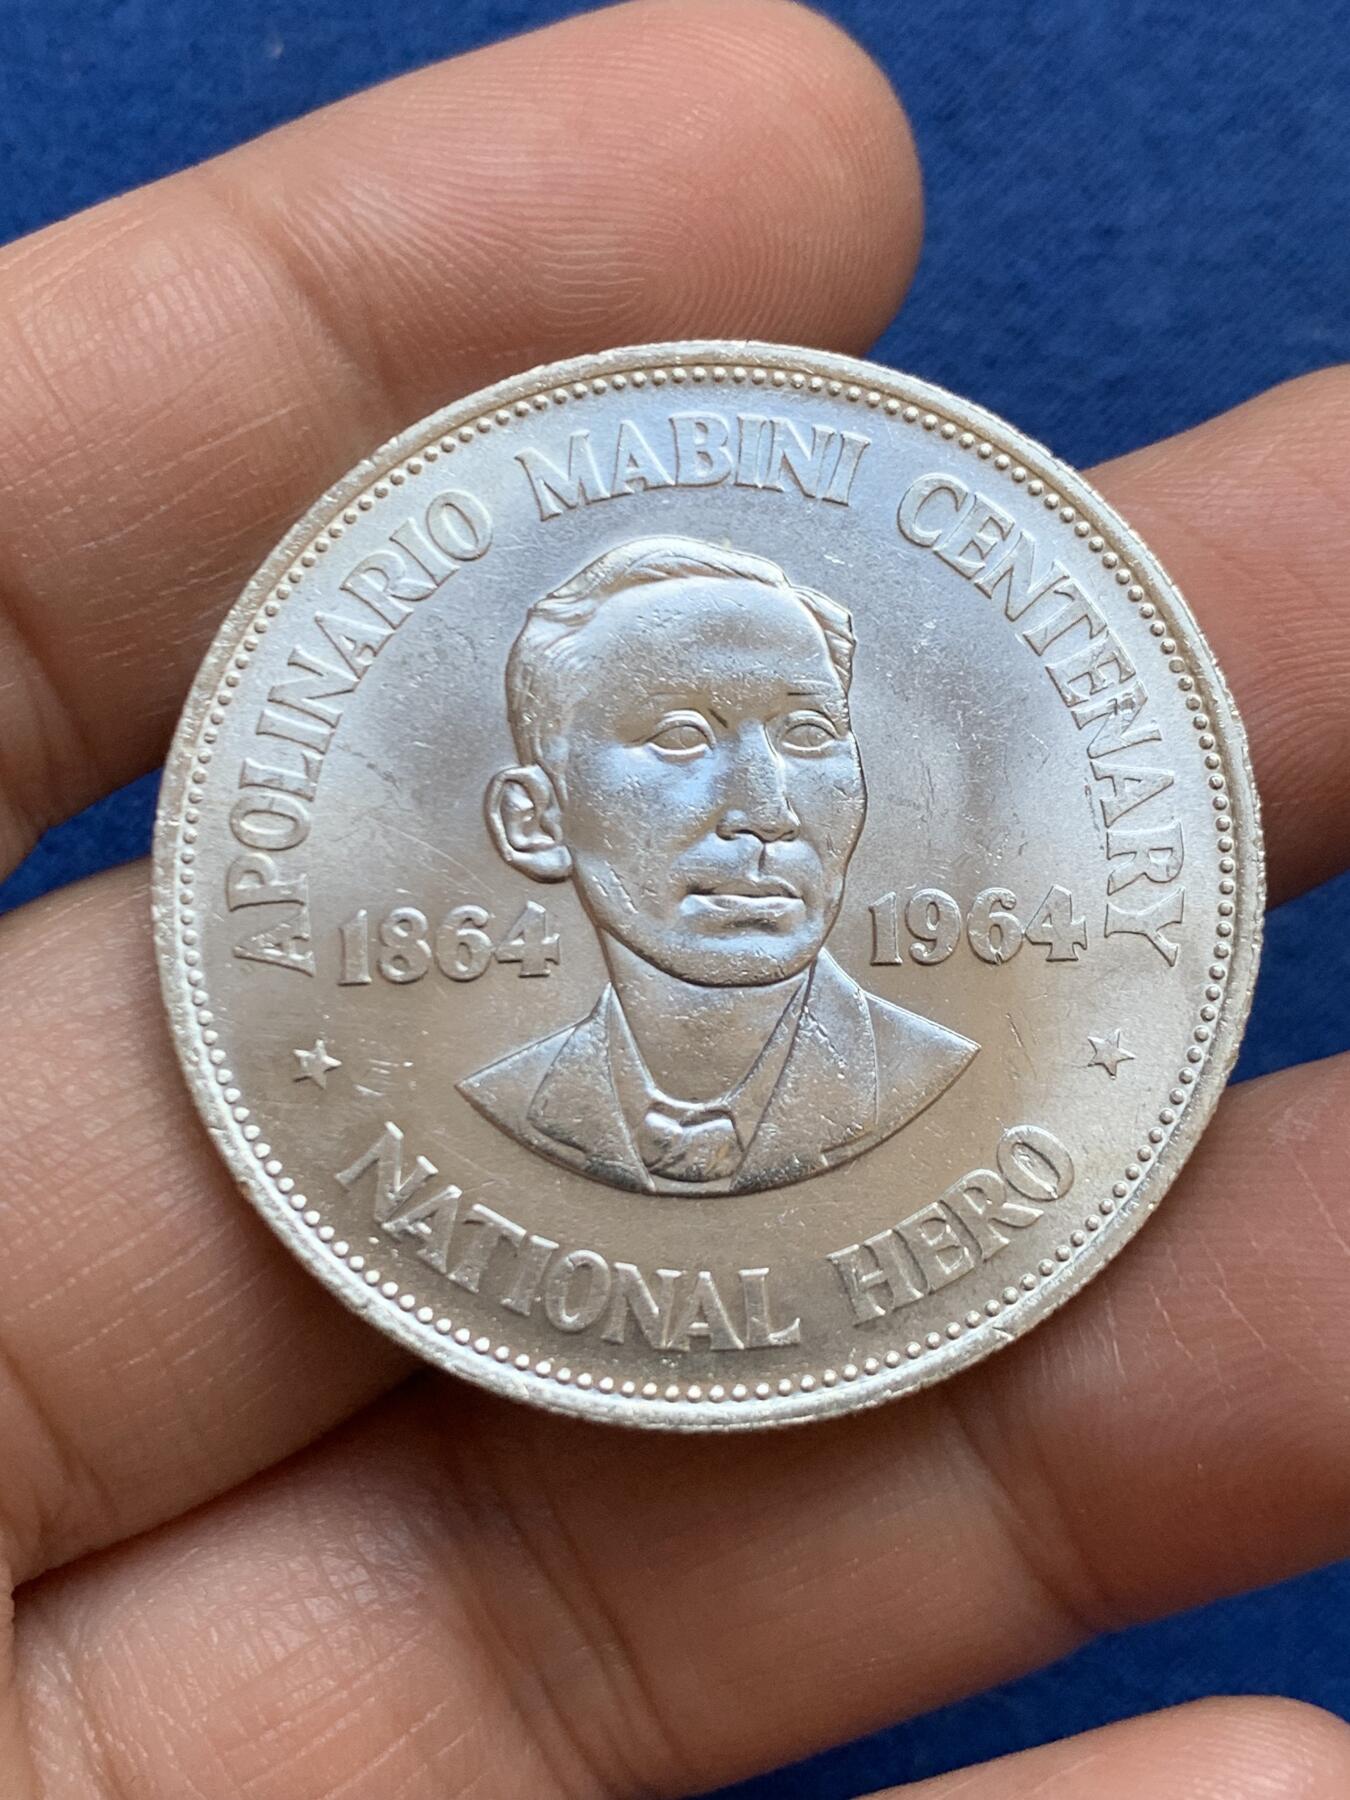 APOLINARIO MABINI CENTENARY
1864 1964
NATIONAL HERO